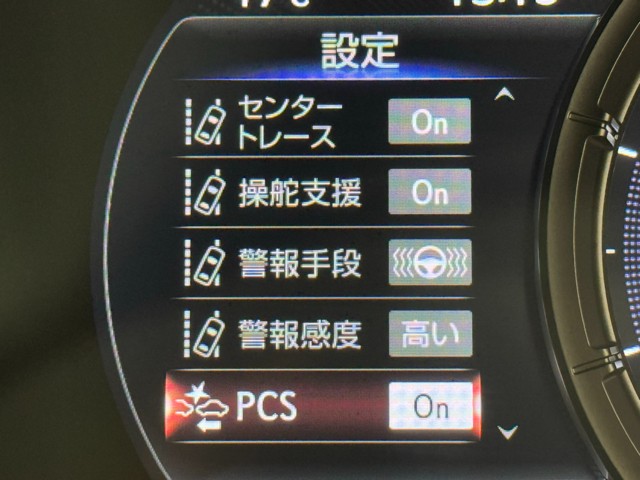 設定
センター
トレース
On
操舵支援 On
警報手段
警報感度 高い
PCS On